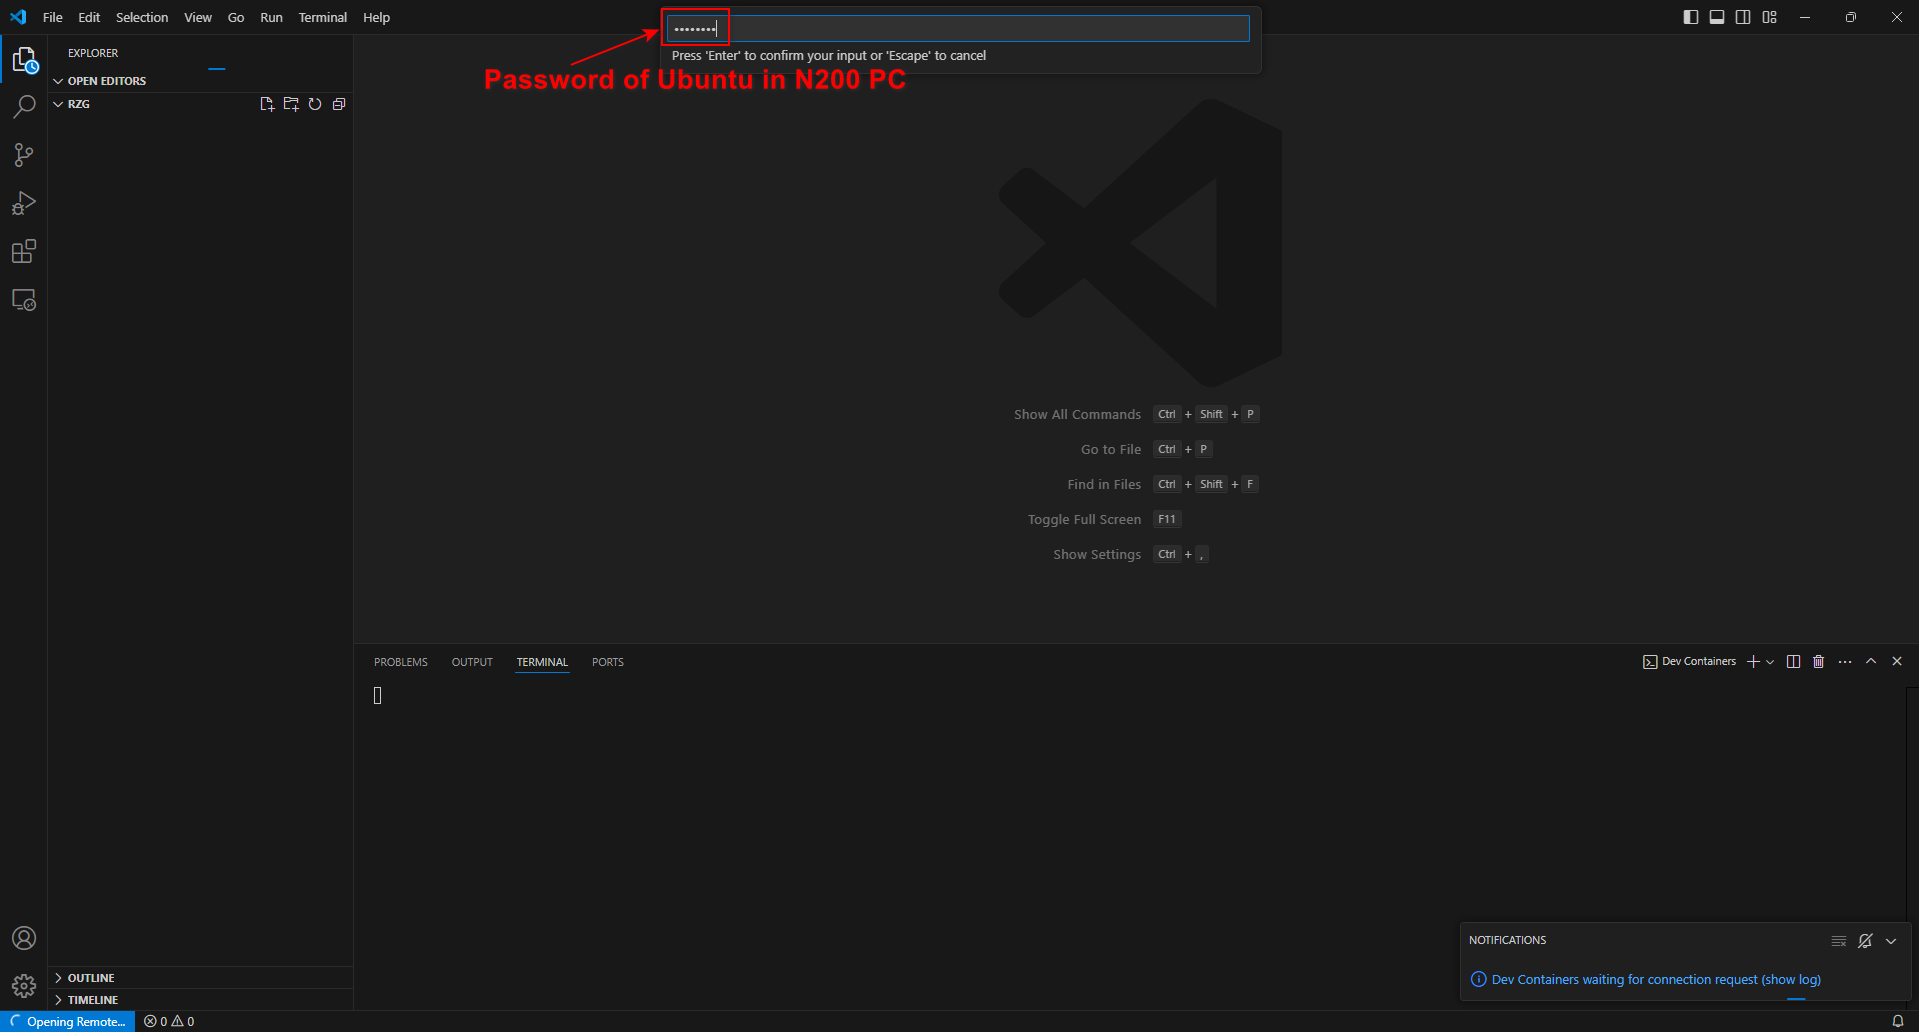 File Edit Selection View Go Run Terminal Help
••••••••
Press 'Enter' to confirm your input or 'Escape' to cancel
Password of Ubuntu in N200 PC
EXPLORER
OPEN EDITORS
RZG
Show All Commands Ctrl + Shift + P
Go to File Ctrl + P
Find in Files Ctrl + Shift + F
Toggle Full Screen F11
Show Settings Ctrl + ,
PROBLEMS OUTPUT TERMINAL PORTS
Dev Containers
NOTIFICATIONS
Dev Containers waiting for connection request (show log)
OUTLINE
TIMELINE
Opening Remote... 0 0